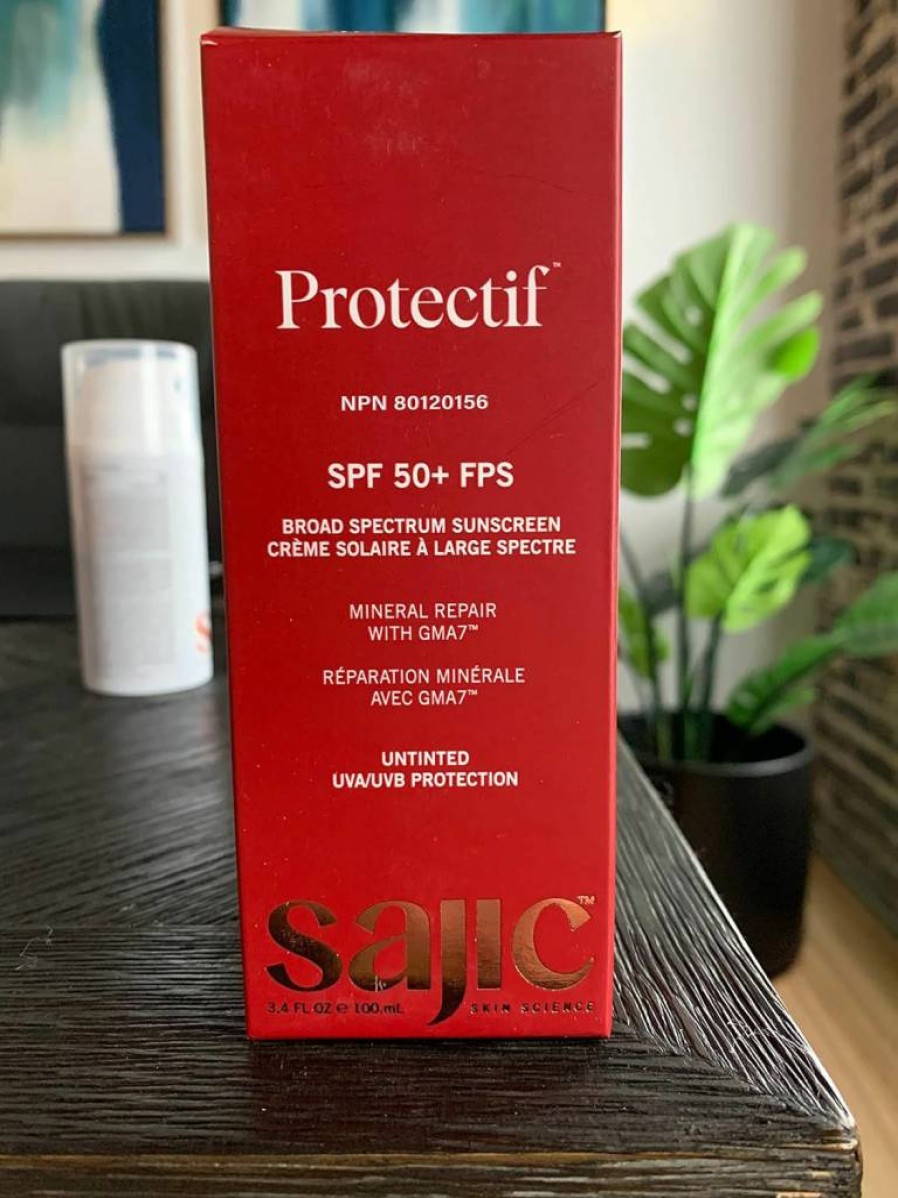 Protectif™
NPN 80120156
SPF 50+ FPS
BROAD SPECTRUM SUNSCREEN
CRÈME SOLAIRE À LARGE SPECTRE
MINERAL REPAIR
WITH GMA7™
RÉPARATION MINÉRALE
AVEC GMA7™
UNTINTED
UVA/UVB PROTECTION
sajic™
3.4 FL OZ ℮ 100 mL
SKIN SCIENCE